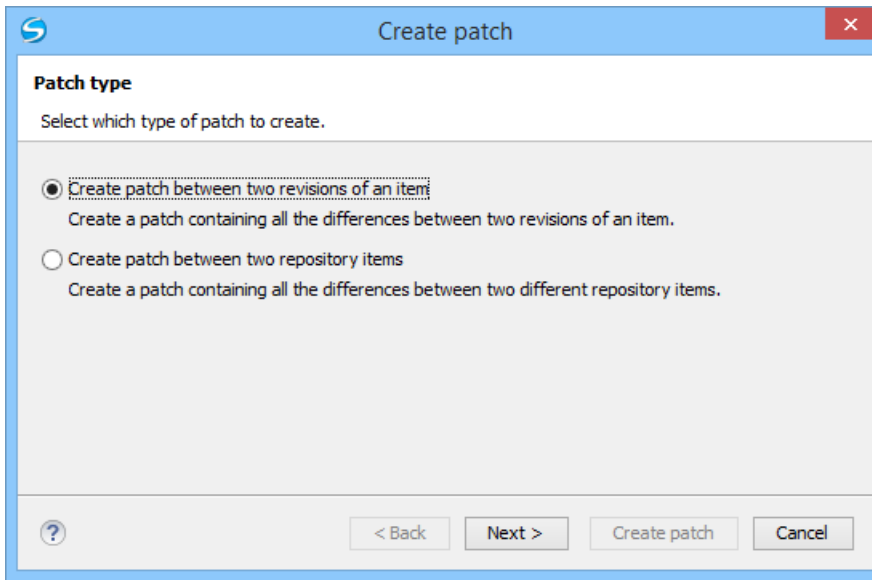 Create patch
Patch type
Select which type of patch to create.
Create patch between two revisions of an item
Create a patch containing all the differences between two revisions of an item.
Create patch between two repository items
Create a patch containing all the differences between two different repository items.
? < Back Next > Create patch Cancel